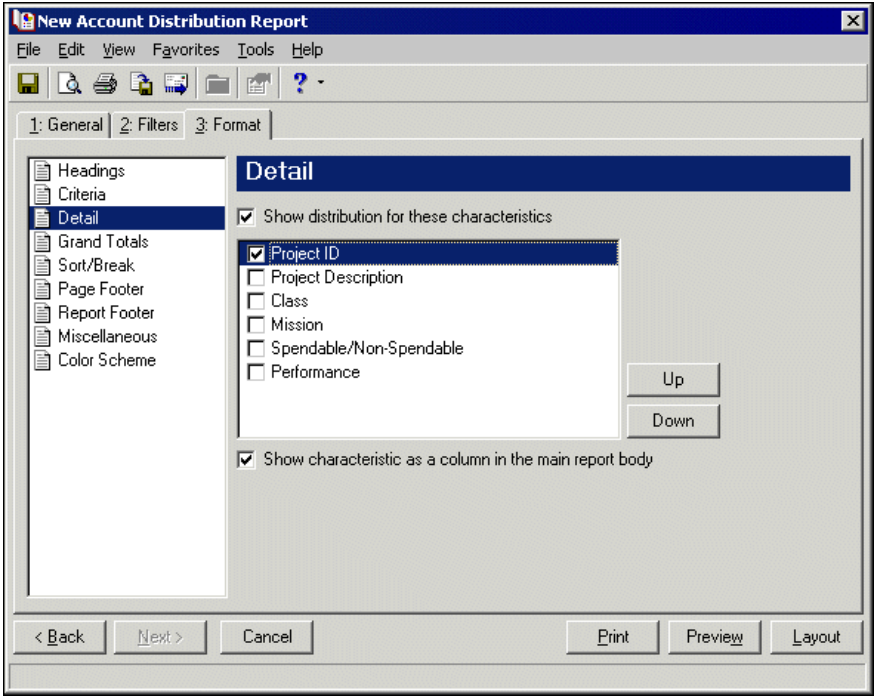 New Account Distribution Report
File Edit View Favorites Tools Help
?
1: General 2: Filters 3: Format
Headings
Criteria
Detail
Grand Totals
Sort/Break
Page Footer
Report Footer
Miscellaneous
Color Scheme
Detail
Show distribution for these characteristics
Project ID
Project Description
Class
Mission
Spendable/Non-Spendable
Performance
Up
Down
Show characteristic as a column in the main report body
< Back Next > Cancel Print Preview Layout